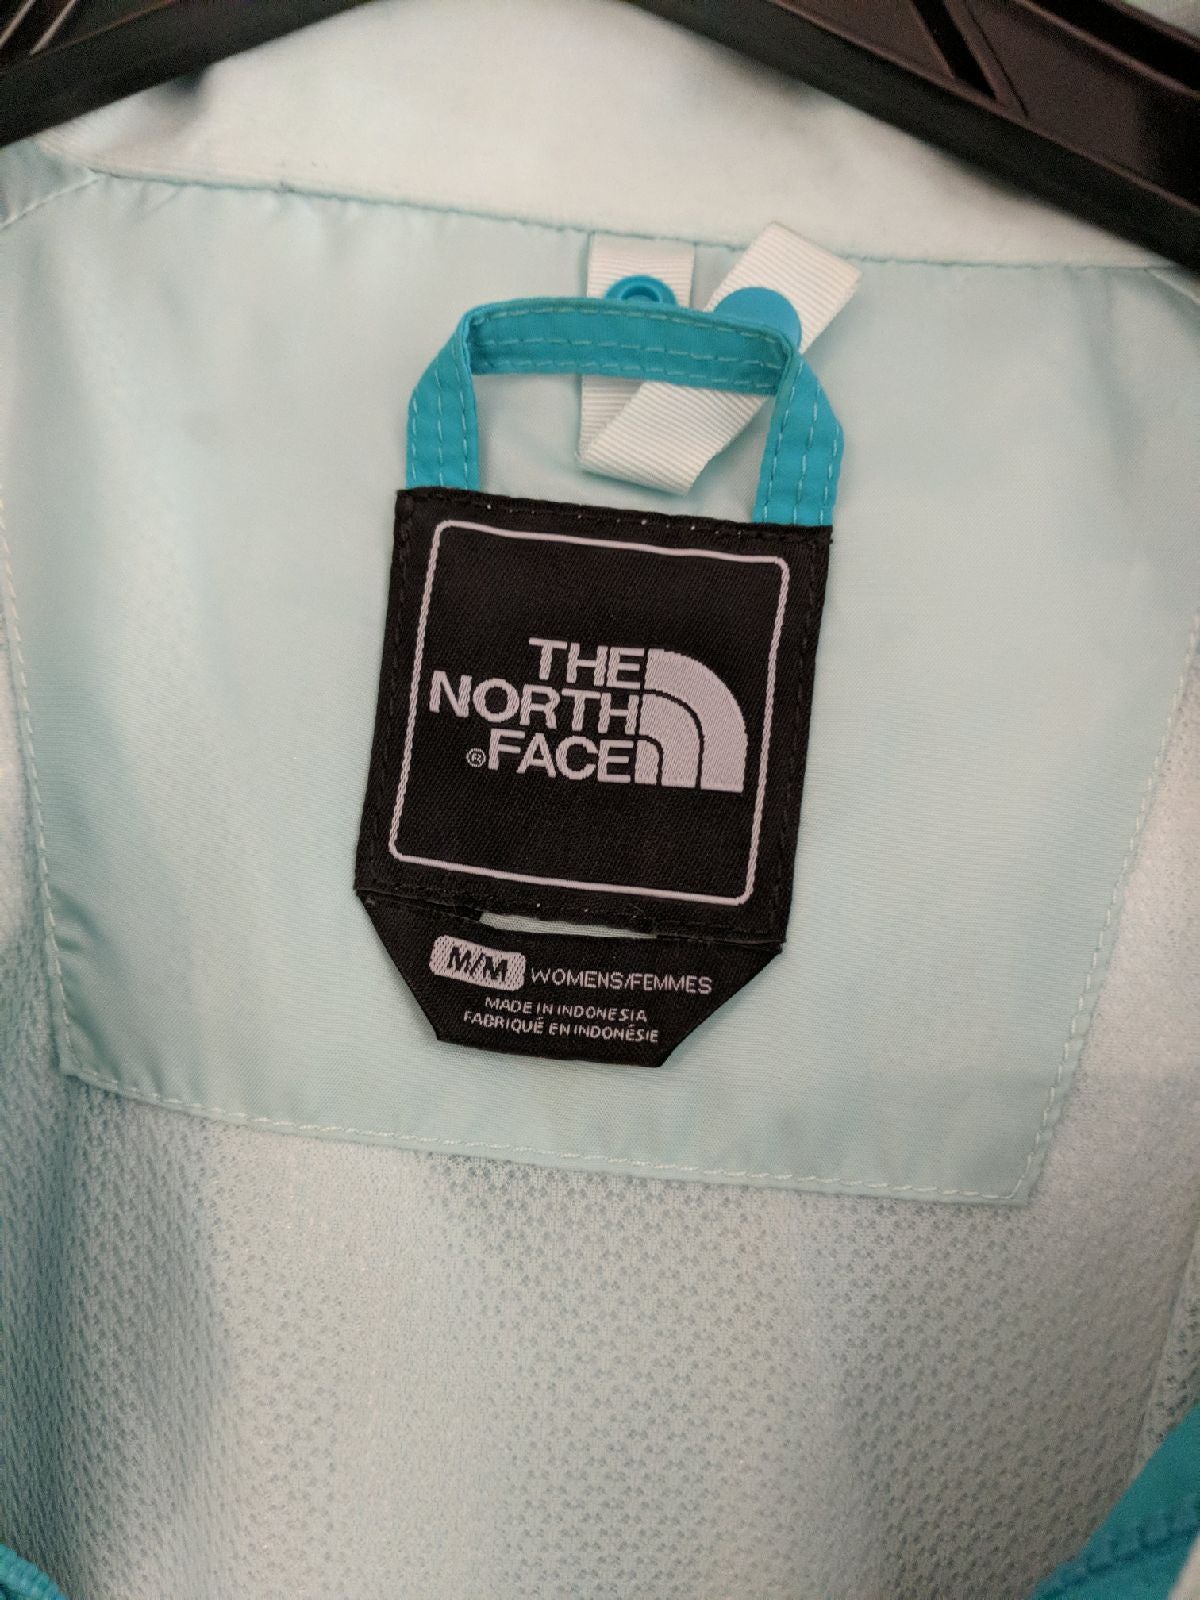 THE
NORTH
®FACE
M/M WOMENS/FEMMES
MADE IN INDONESIA
FABRIQUÉ EN INDONÉSIE